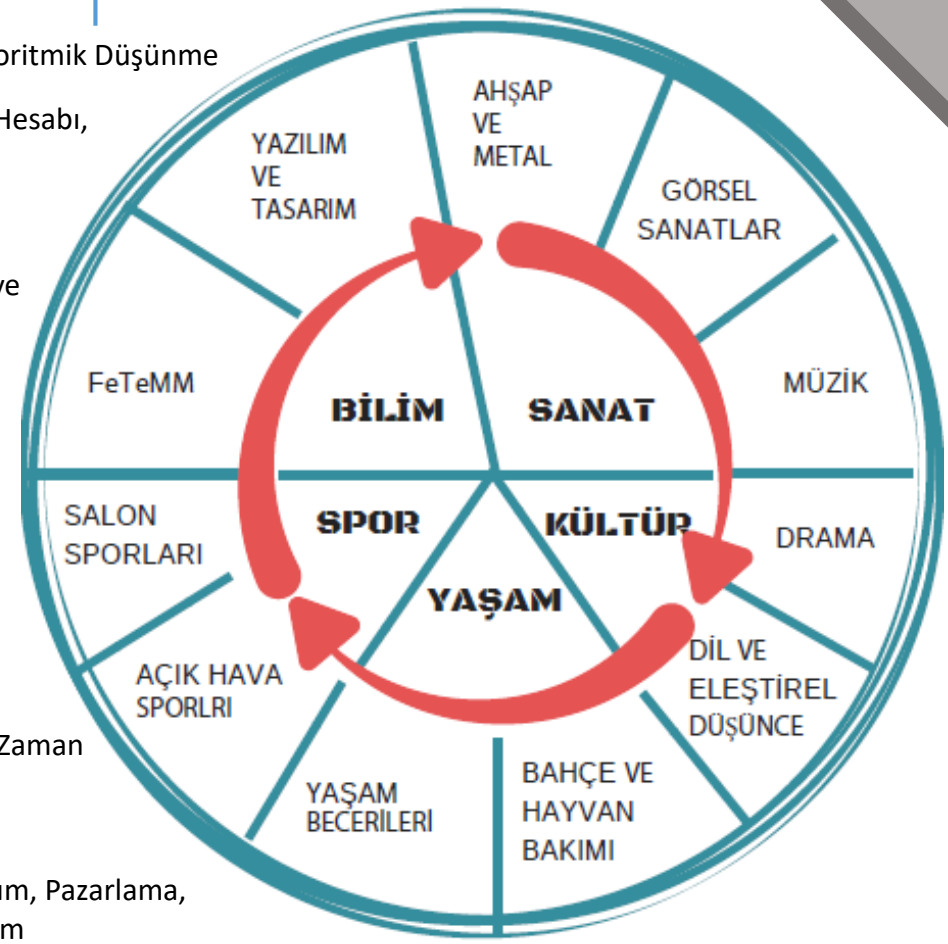 oritmik Düşünme
Hesabı,
ve
Zaman
ım, Pazarlama,
m
AHŞAP
VE
METAL
GÖRSEL
SANATLAR
MÜZİK
DRAMA
DİL VE
ELEŞTİREL
DÜŞÜNCE
BAHÇE VE
HAYVAN
BAKIMI
YAŞAM
BECERİLERİ
AÇIK HAVA
SPORLRI
SALON
SPORLARI
FeTeMM
YAZILIM
VE
TASARIM
BİLİM
SANAT
SPOR
KÜLTÜR
YAŞAM